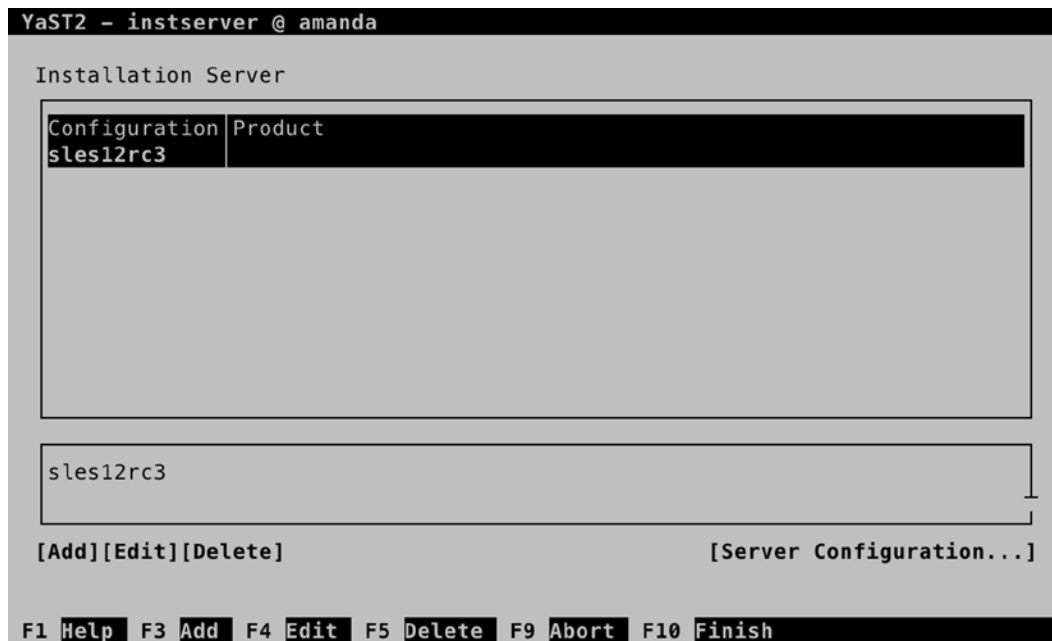 YaST2 – instserver @ amanda
Installation Server
Configuration Product
sles12rc3
sles12rc3
[Add][Edit][Delete] [Server Configuration...]
F1 Help F3 Add F4 Edit F5 Delete F9 Abort F10 Finish